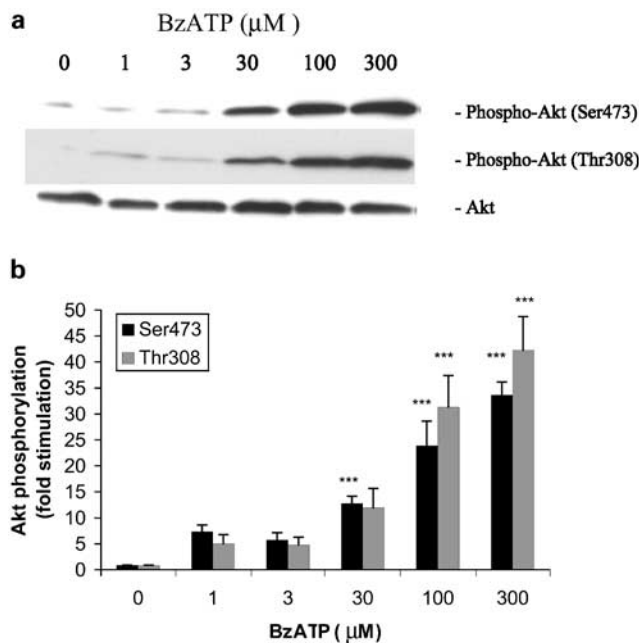 a
BzATP (μM )
0 1 3 30 100 300
- Phospho-Akt (Ser473)
- Phospho-Akt (Thr308)
- Akt
b
Akt phosphorylation
(fold stimulation)
50
45
40
35
30
25
20
15
10
5
0
Ser473
Thr308
***
*** ***
*** ***
0 1 3 30 100 300
BzATP ( μM)